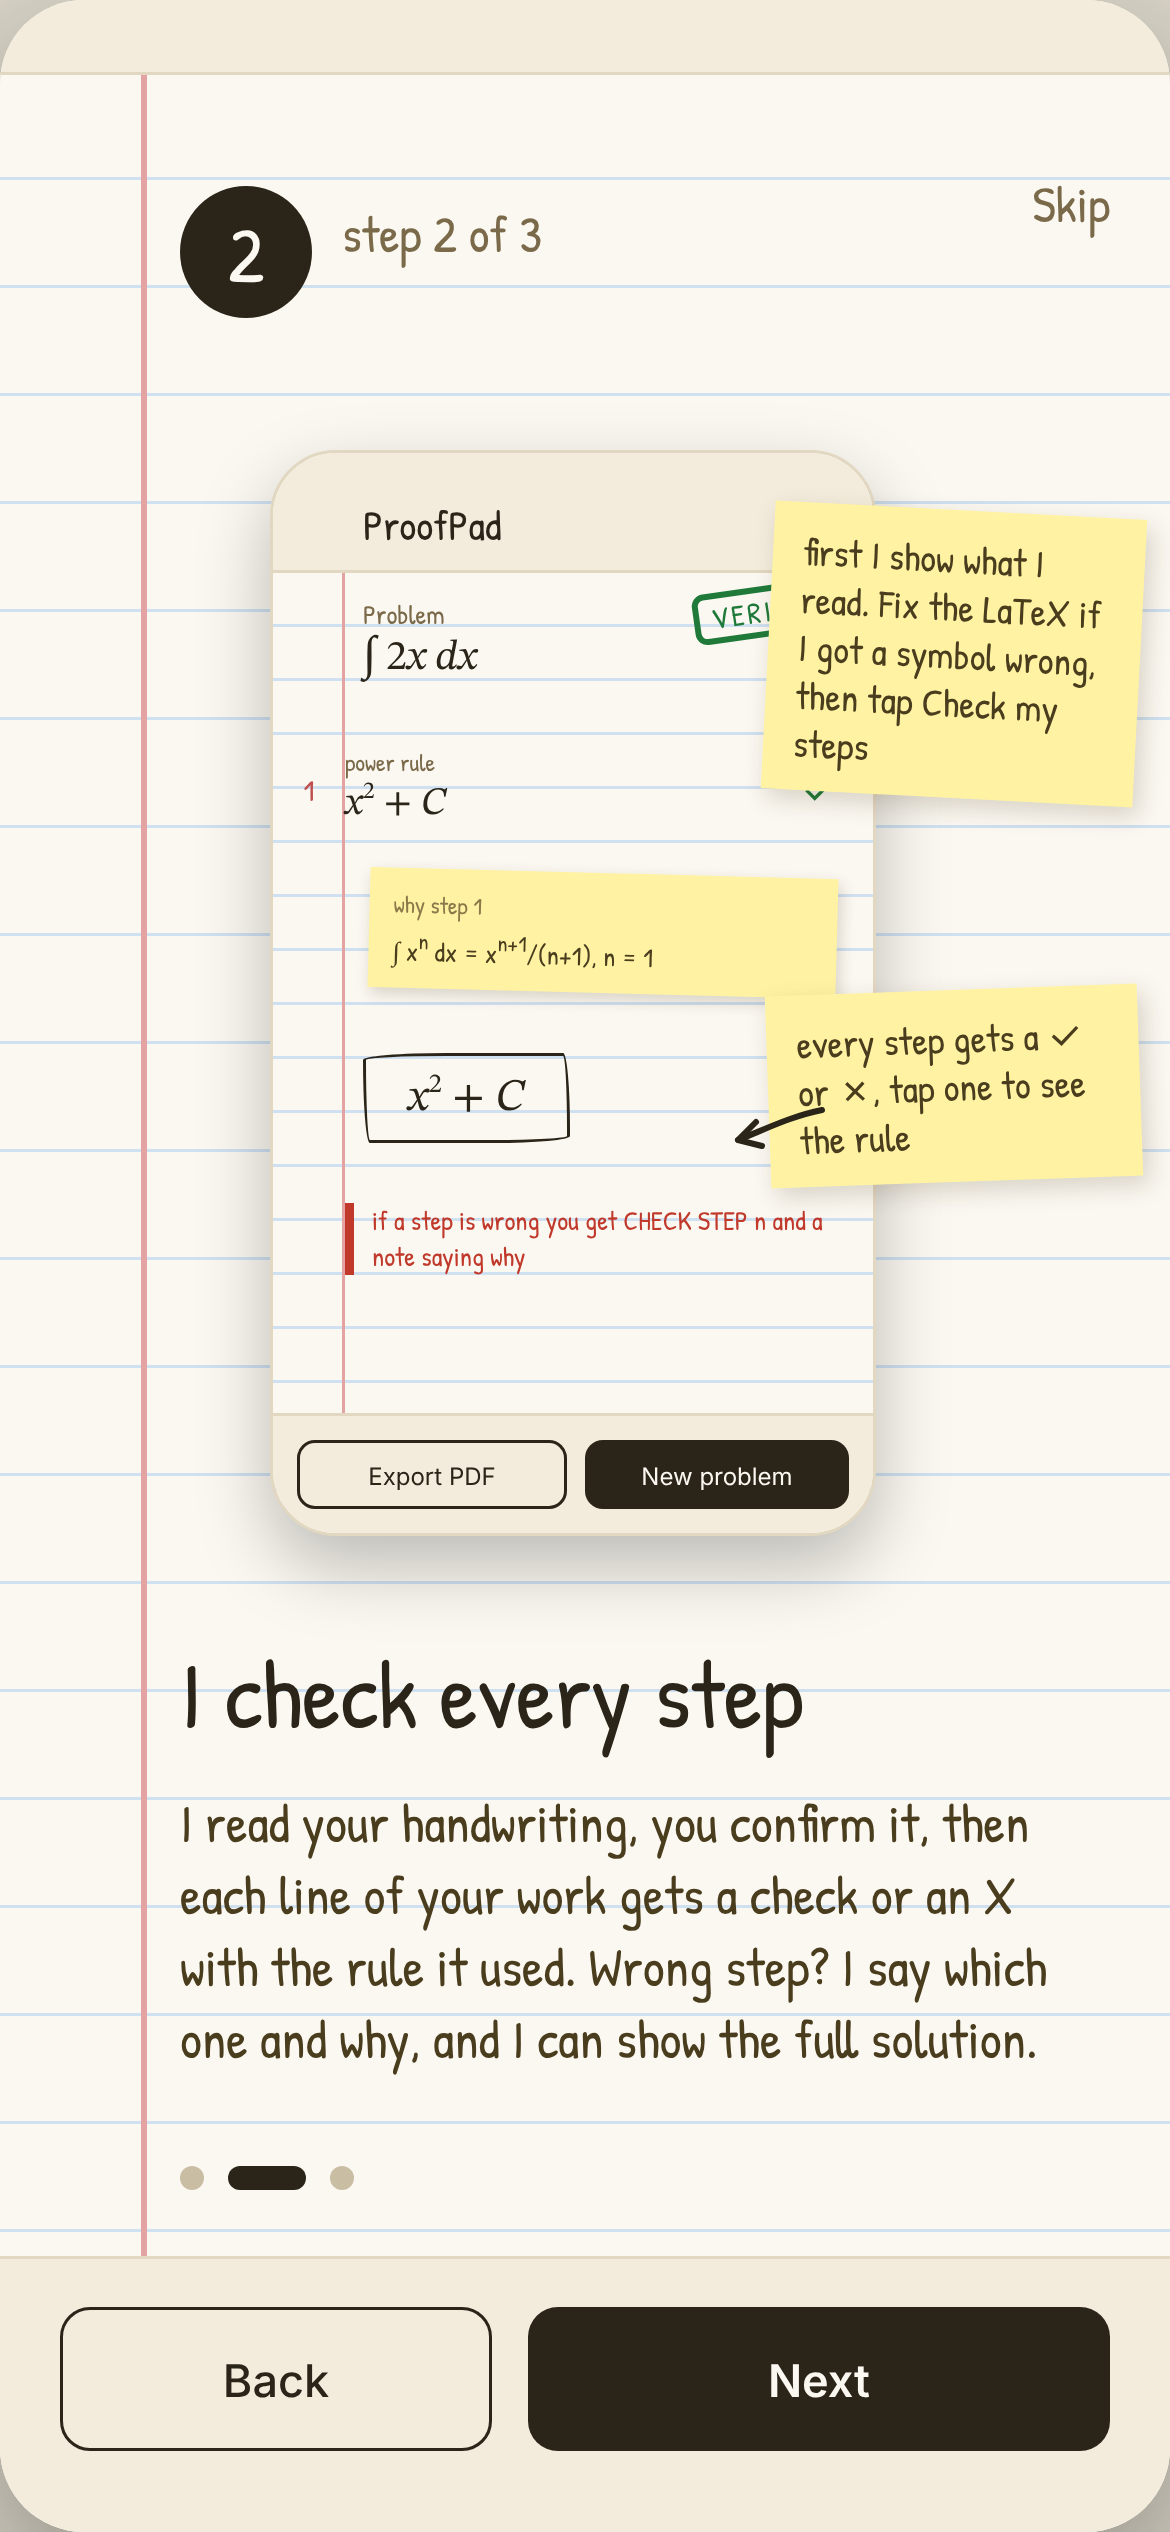 2
step 2 of 3
Skip
ProofPad
Problem
∫ 2x dx
first I show what I
read. Fix the LaTeX if
I got a symbol wrong,
then tap Check my
steps
power rule
1
x² + C
why step 1
∫ xⁿ dx = xⁿ⁺¹/(n+1), n = 1
every step gets a ✓
or ✕, tap one to see
the rule
x² + C
if a step is wrong you get CHECK STEP n and a
note saying why
Export PDF
New problem
I check every step
I read your handwriting, you confirm it, then
each line of your work gets a check or an X
with the rule it used. Wrong step? I say which
one and why, and I can show the full solution.
Back
Next